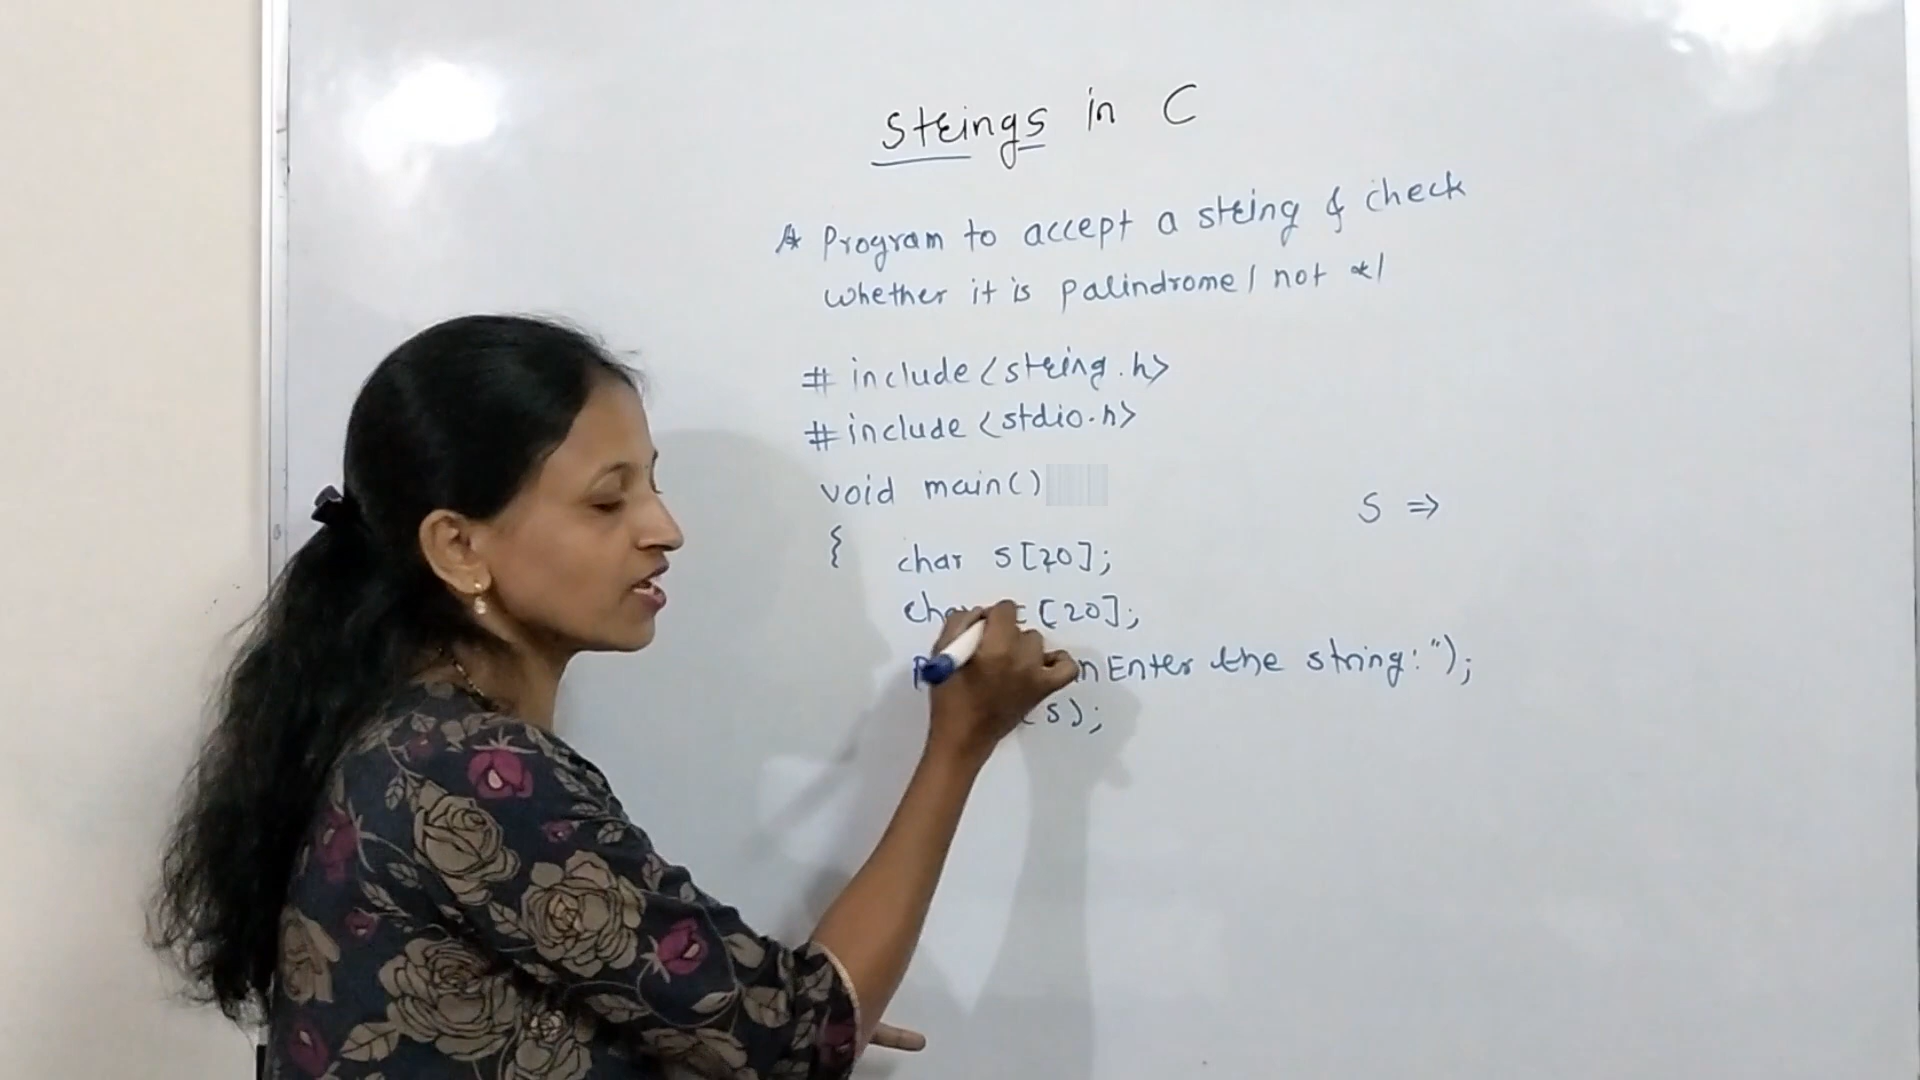 Strings in C
/* Program to accept a string & check
whether it is palindrome / not */
# include <string.h>
# include <stdio.h>
void main()
S ⇒
{ char s[20];
[20];
Enter the string:");
(s);